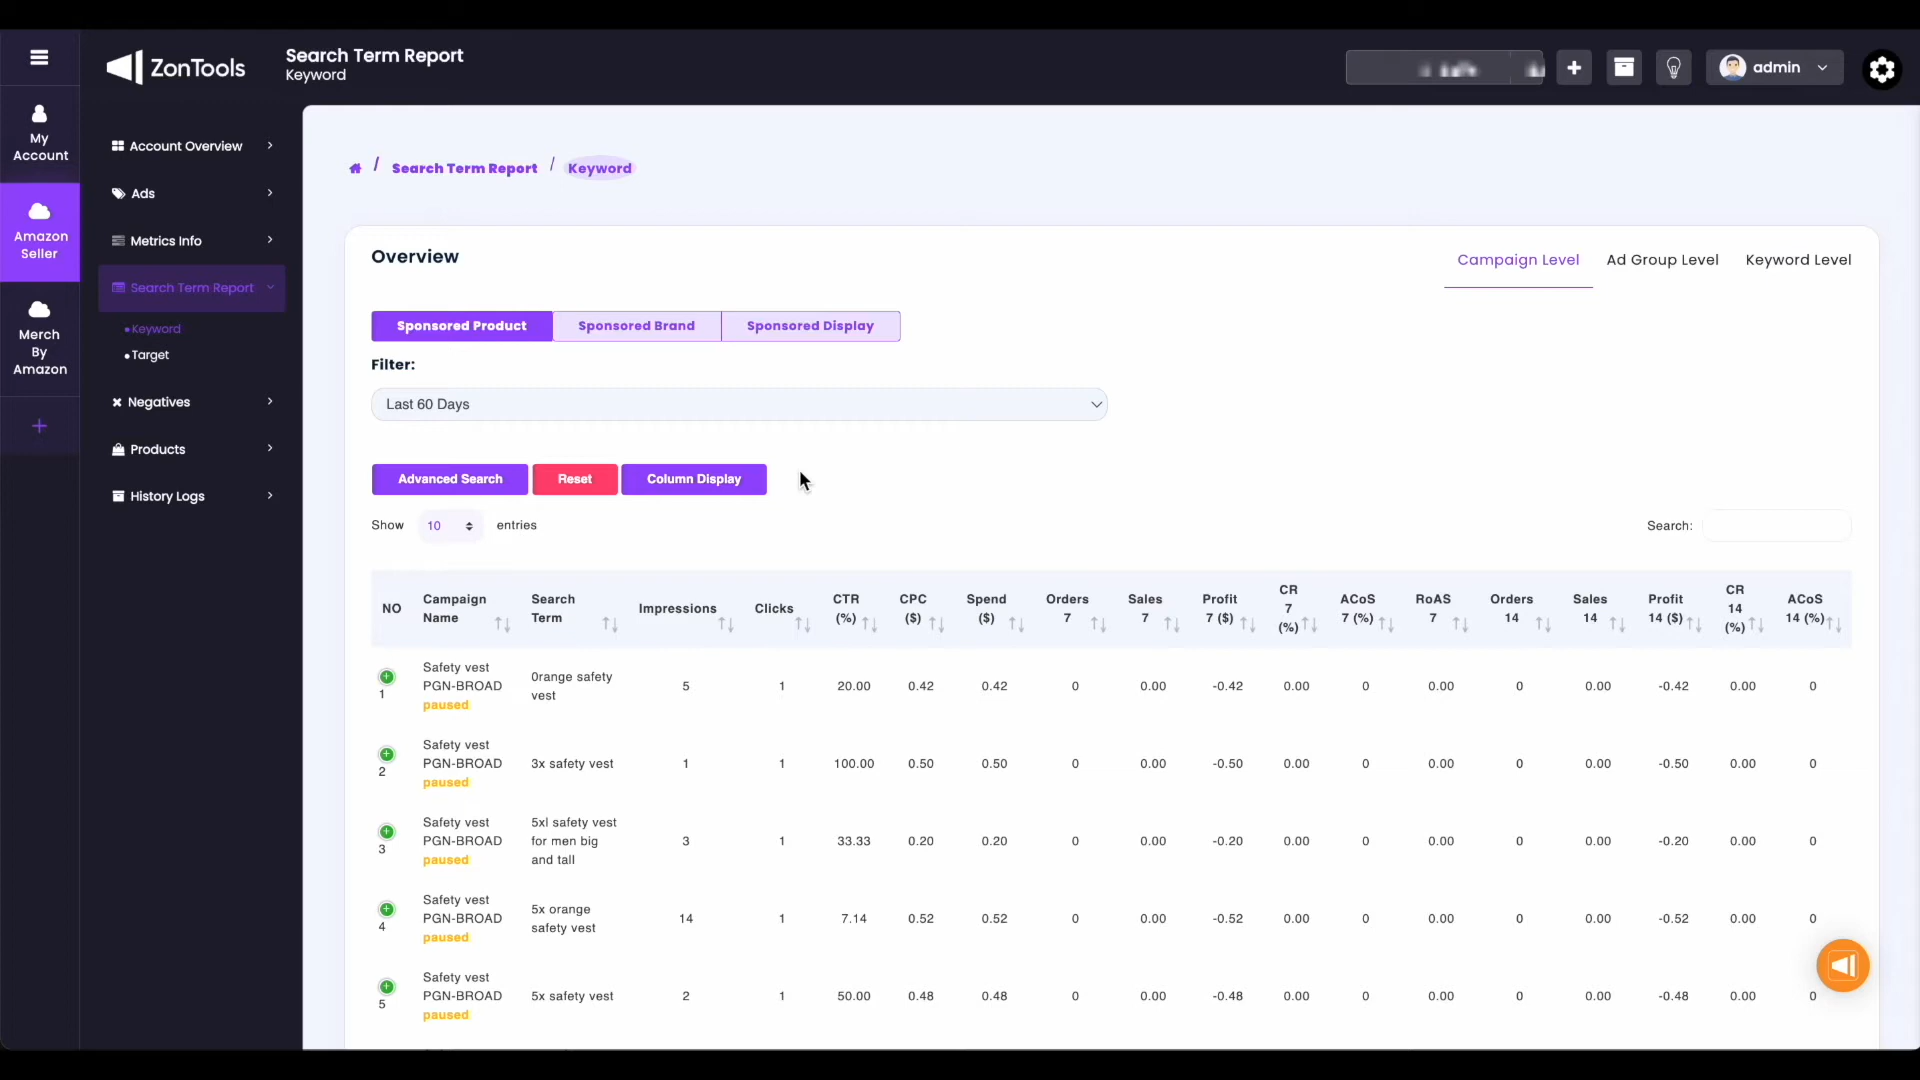 ZonTools
Search Term Report
Keyword
admin
My
Account
Amazon
Seller
Merch
By
Amazon
+
Account Overview
Ads
Metrics Info
Search Term Report
Keyword
Target
Negatives
Products
History Logs
/ Search Term Report / Keyword
Overview
Campaign Level Ad Group Level Keyword Level
Sponsored Product Sponsored Brand Sponsored Display
Filter:
Last 60 Days
Advanced Search Reset Column Display
Show 10 entries Search:
NO Campaign Name Search Term Impressions Clicks CTR (%) CPC ($) Spend ($) Orders 7 Sales 7 Profit 7 ($) CR 7 (%) ACoS 7 (%) RoAS 7 Orders 14 Sales 14 Profit 14 ($) CR 14 (%) ACoS 14 (%)
1 Safety vest PGN-BROAD paused 0range safety vest 5 1 20.00 0.42 0.42 0 0.00 -0.42 0.00 0 0.00 0 0.00 -0.42 0.00 0
2 Safety vest PGN-BROAD paused 3x safety vest 1 1 100.00 0.50 0.50 0 0.00 -0.50 0.00 0 0.00 0 0.00 -0.50 0.00 0
3 Safety vest PGN-BROAD paused 5xl safety vest for men big and tall 3 1 33.33 0.20 0.20 0 0.00 -0.20 0.00 0 0.00 0 0.00 -0.20 0.00 0
4 Safety vest PGN-BROAD paused 5x orange safety vest 14 1 7.14 0.52 0.52 0 0.00 -0.52 0.00 0 0.00 0 0.00 -0.52 0.00 0
5 Safety vest PGN-BROAD paused 5x safety vest 2 1 50.00 0.48 0.48 0 0.00 -0.48 0.00 0 0.00 0 0.00 -0.48 0.00 0